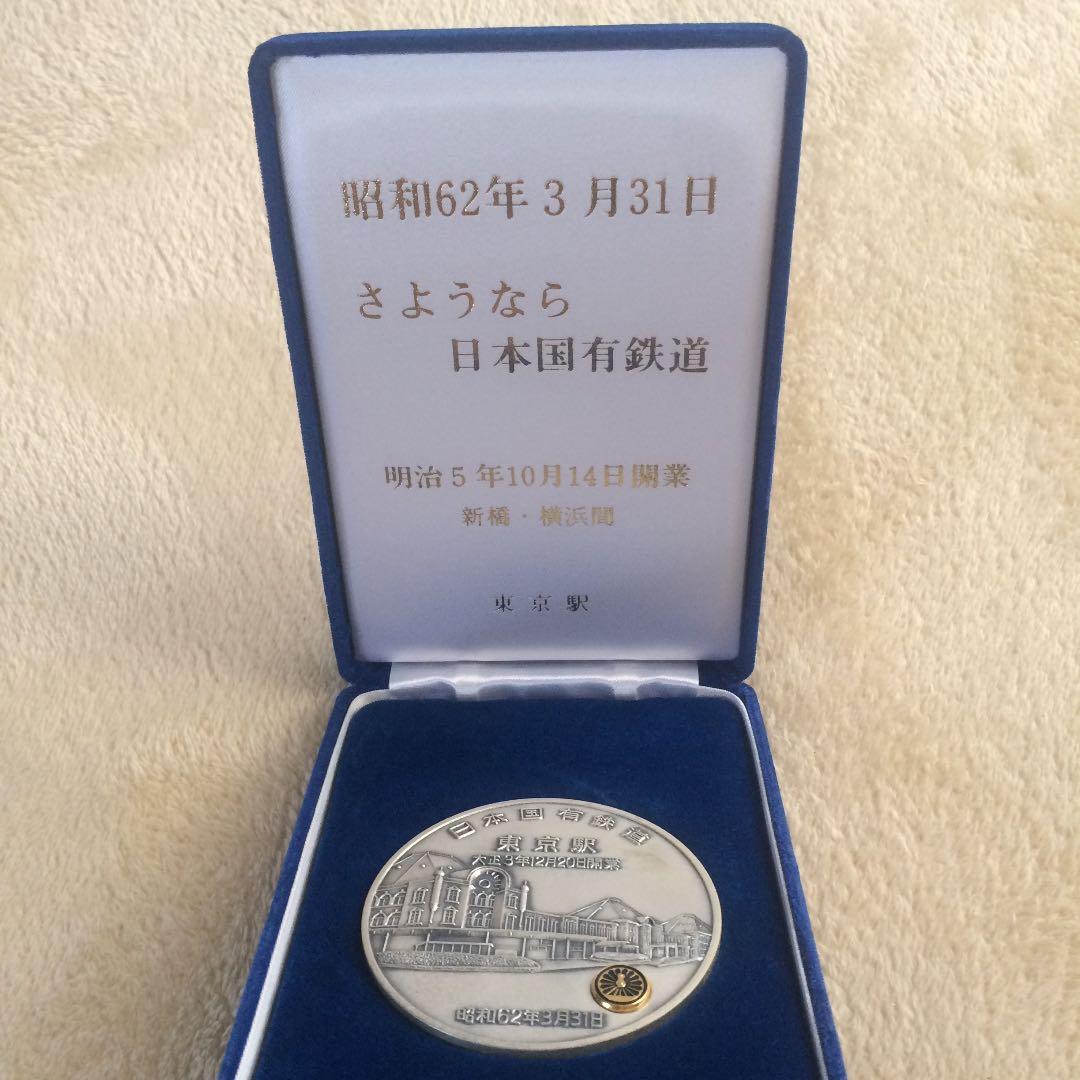 昭和62年3月31日
さようなら
日本国有鉄道
明治5年10月14日開業
新橋・横浜間
東京駅
日本国有鉄道
東京駅
大正3年12月20日開業
昭和62年3月31日